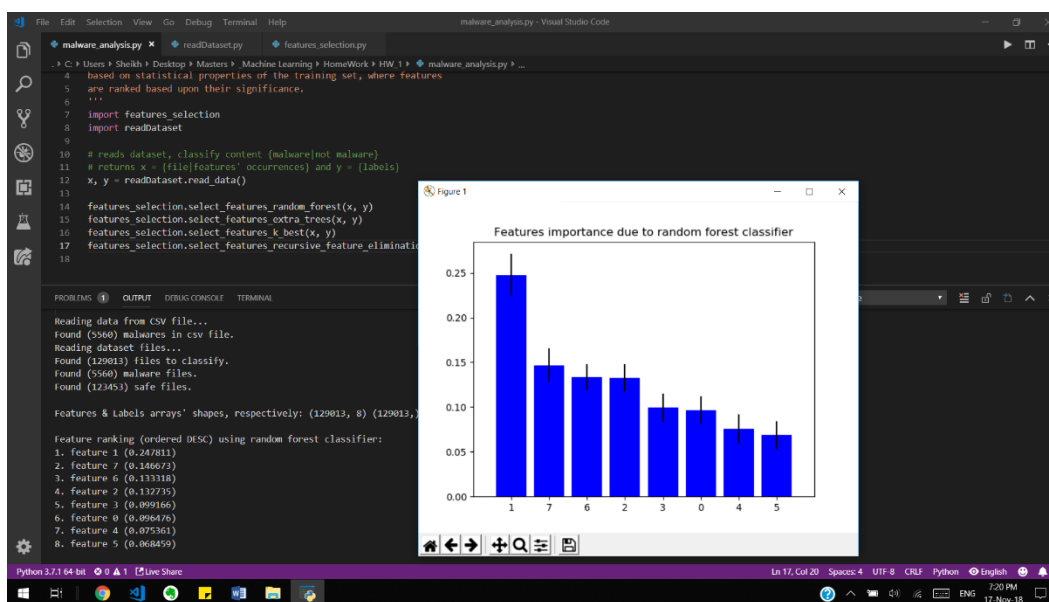 File Edit Selection View Go Debug Terminal Help
malware_analysis.py - Visual Studio Code
malware_analysis.py × readDataset.py features_selection.py
. › C: › Users › Sheikh › Desktop › Masters › _Machine Learning › HomeWork › HW_1 › malware_analysis.py › ...
4 based on statistical properties of the training set, where features
5 are ranked based upon their significance.
6 '''
7 import features_selection
8 import readDataset
9
10 # reads dataset, classify content {malware|not malware}
11 # returns x = {file|features' occurrences} and y = {labels}
12 x, y = readDataset.read_data()
13
14 features_selection.select_features_random_forest(x, y)
15 features_selection.select_features_extra_trees(x, y)
16 features_selection.select_features_k_best(x, y)
17 features_selection.select_features_recursive_feature_eliminatio
18
PROBLEMS 1 OUTPUT DEBUG CONSOLE TERMINAL
Reading data from CSV file...
Found (5560) malwares in csv file.
Reading dataset files...
Found (129013) files to classify.
Found (5560) malware files.
Found (123453) safe files.
Features & Labels arrays' shapes, respectively: (129013, 8) (129013,)
Feature ranking (ordered DESC) using random forest classifier:
1. feature 1 (0.247811)
2. feature 7 (0.146673)
3. feature 6 (0.133318)
4. feature 2 (0.132735)
5. feature 3 (0.099166)
6. feature 0 (0.096476)
7. feature 4 (0.075361)
8. feature 5 (0.068459)
Figure 1
Features importance due to random forest classifier
0.25
0.20
0.15
0.10
0.05
0.00
1 7 6 2 3 0 4 5
Python 3.7.1 64-bit 0 1 Live Share
Ln 17, Col 20 Spaces: 4 UTF-8 CRLF Python English
ENG
7:20 PM
17-Nov-18